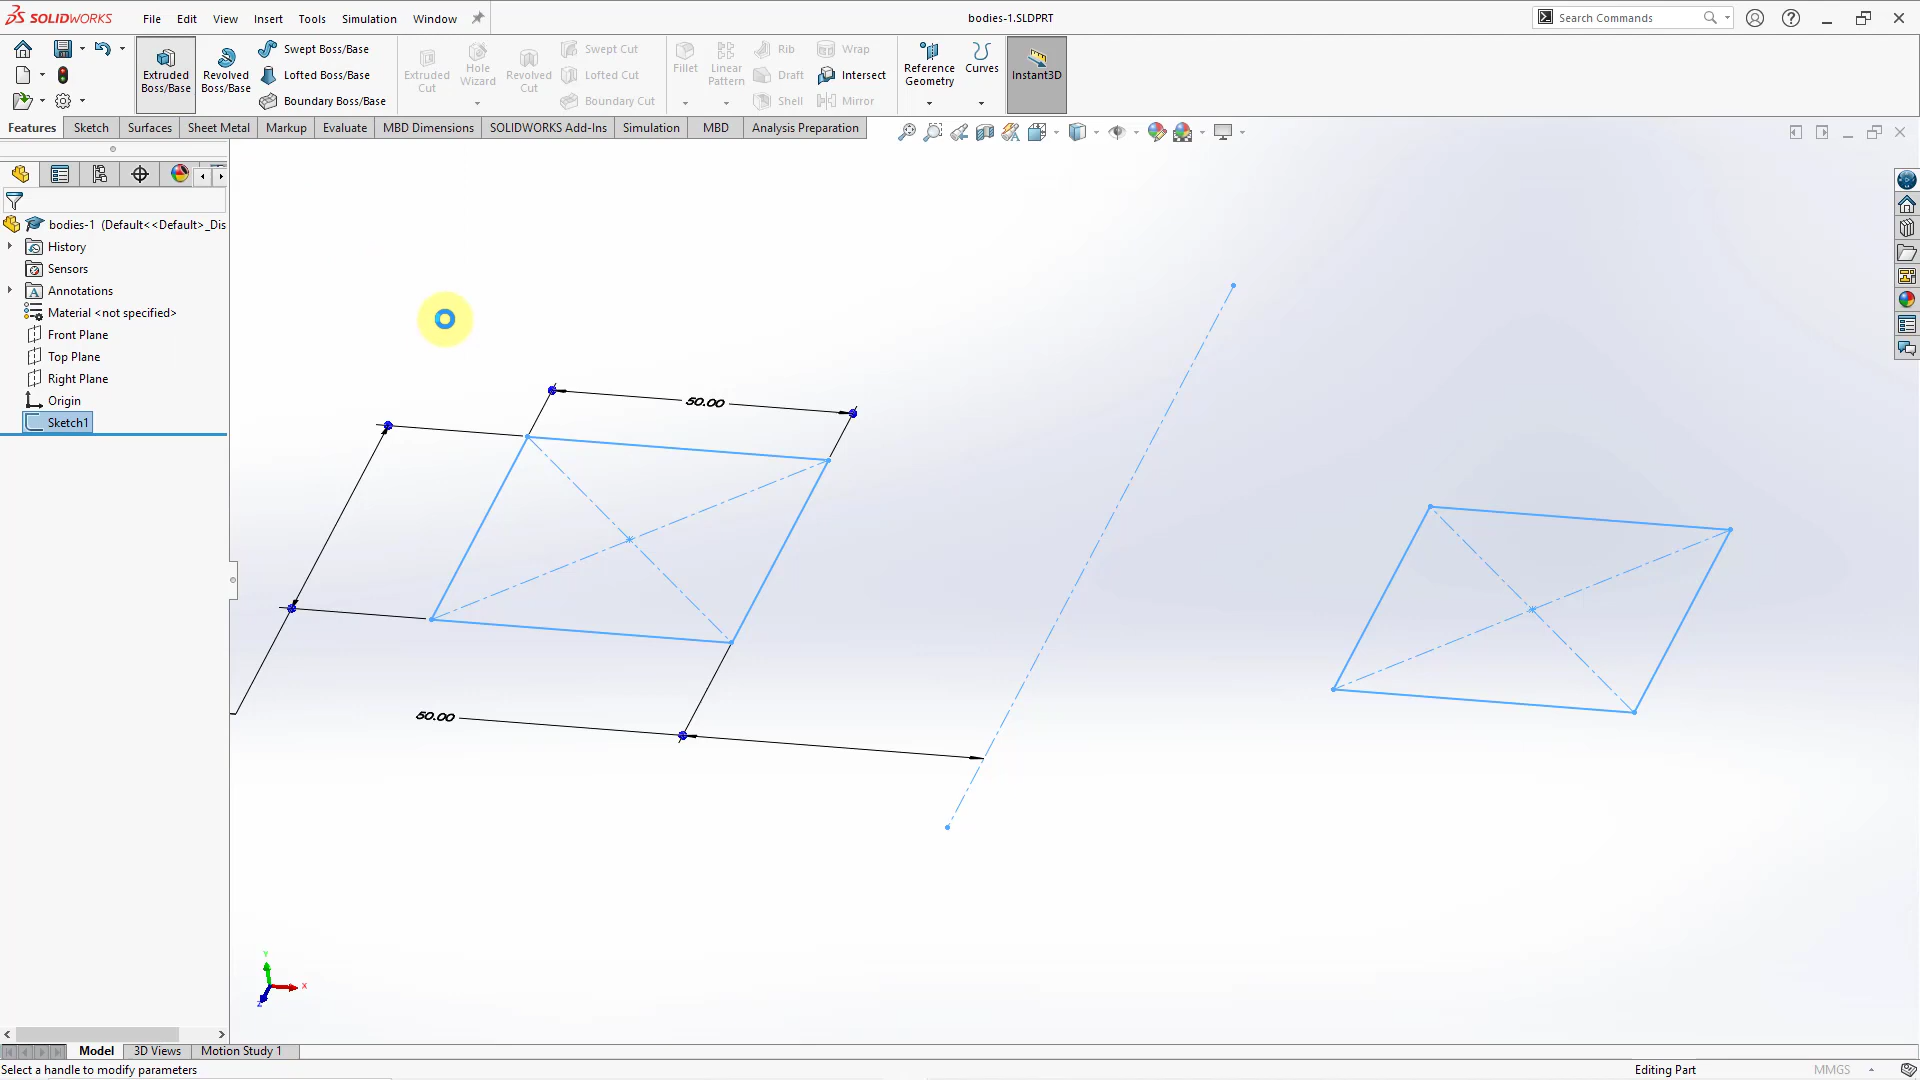 SOLIDWORKS File Edit View Insert Tools Simulation Window bodies-1.SLDPRT Search Commands
Extruded Boss/Base
Revolved Boss/Base
Swept Boss/Base
Lofted Boss/Base
Boundary Boss/Base
Extruded Cut
Hole Wizard
Revolved Cut
Swept Cut
Lofted Cut
Boundary Cut
Fillet
Linear Pattern
Rib
Draft
Shell
Wrap
Intersect
Mirror
Reference Geometry
Curves
Instant3D
Features Sketch Surfaces Sheet Metal Markup Evaluate MBD Dimensions SOLIDWORKS Add-Ins Simulation MBD Analysis Preparation
bodies-1 (Default<<Default>_Dis
History
Sensors
Annotations
Material <not specified>
Front Plane
Top Plane
Right Plane
Origin
Sketch1
50.00
50.00
Y
X
Z
Model 3D Views Motion Study 1
Select a handle to modify parameters Editing Part MMGS